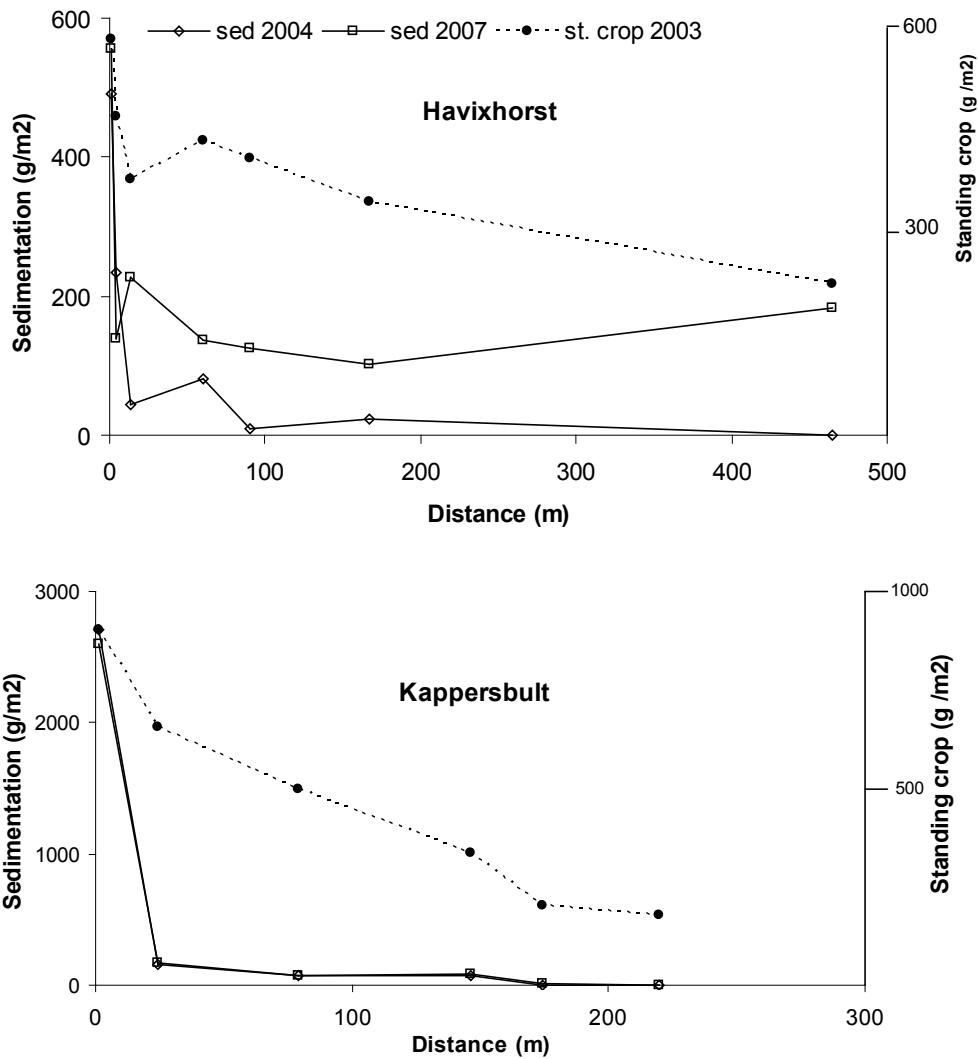 sed 2004 sed 2007 st. crop 2003
Havixhorst
Sedimentation (g/m2)
600
400
200
0
Standing crop (g /m2)
600
300
0 100 200 300 400 500
Distance (m)
Kappersbult
Sedimentation (g/m2)
3000
2000
1000
0
Standing crop (g /m2)
1000
500
0 100 200 300
Distance (m)